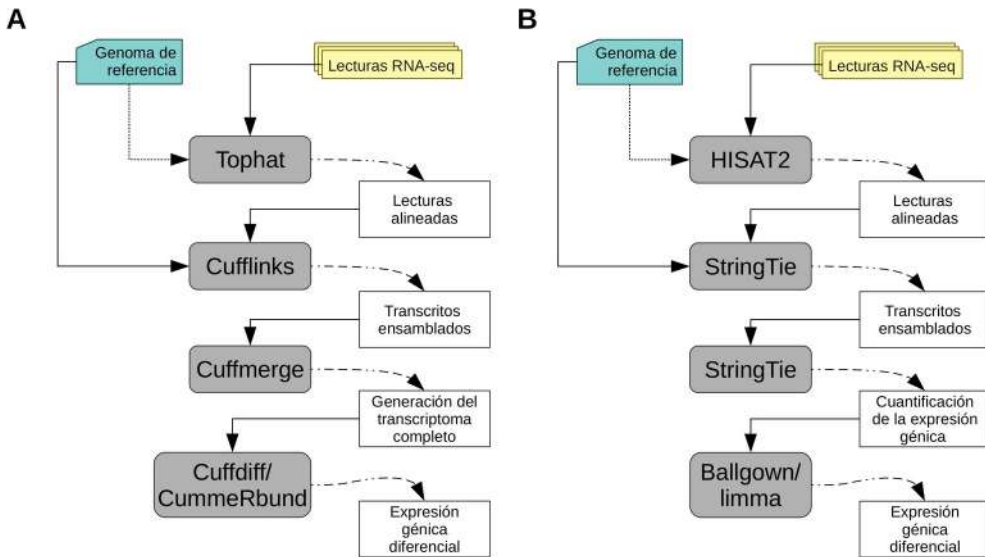 A
Genoma de
referencia
Lecturas RNA-seq
Tophat
Lecturas
alineadas
Cufflinks
Transcritos
ensamblados
Cuffmerge
Generación del
transcriptoma
completo
Cuffdiff/
CummeRbund
Expresión
génica
diferencial
B
Genoma de
referencia
Lecturas RNA-seq
HISAT2
Lecturas
alineadas
StringTie
Transcritos
ensamblados
StringTie
Cuantificación
de la expresión
génica
Ballgown/
limma
Expresión
génica
diferencial